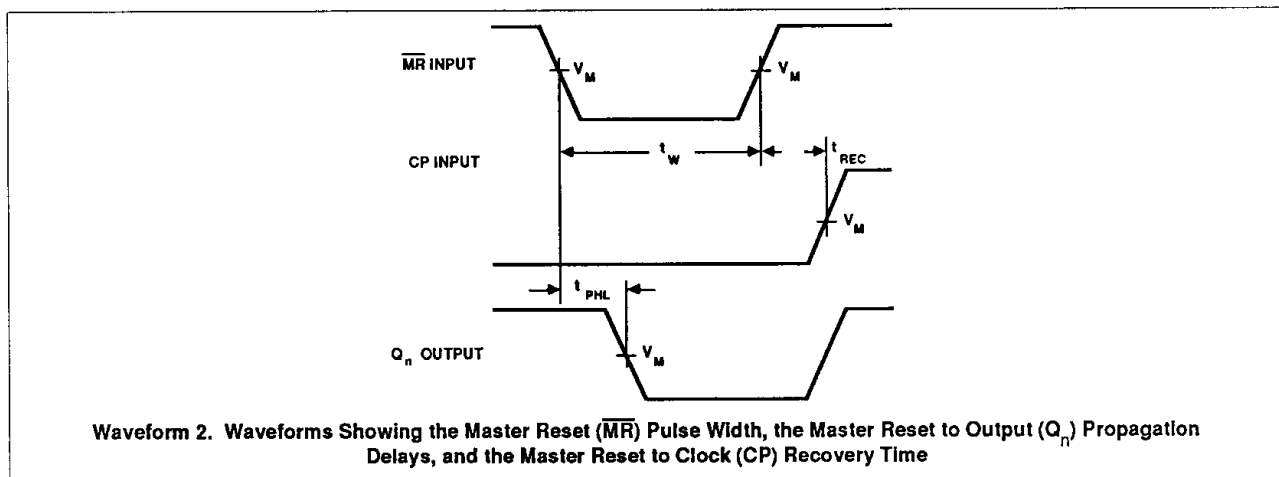 M̅R̅ INPUT
V_M
V_M
CP INPUT
t_W
t_REC
V_M
t_PHL
Q_n OUTPUT
V_M
Waveform 2. Waveforms Showing the Master Reset (M̅R̅) Pulse Width, the Master Reset to Output (Q_n) Propagation
Delays, and the Master Reset to Clock (CP) Recovery Time